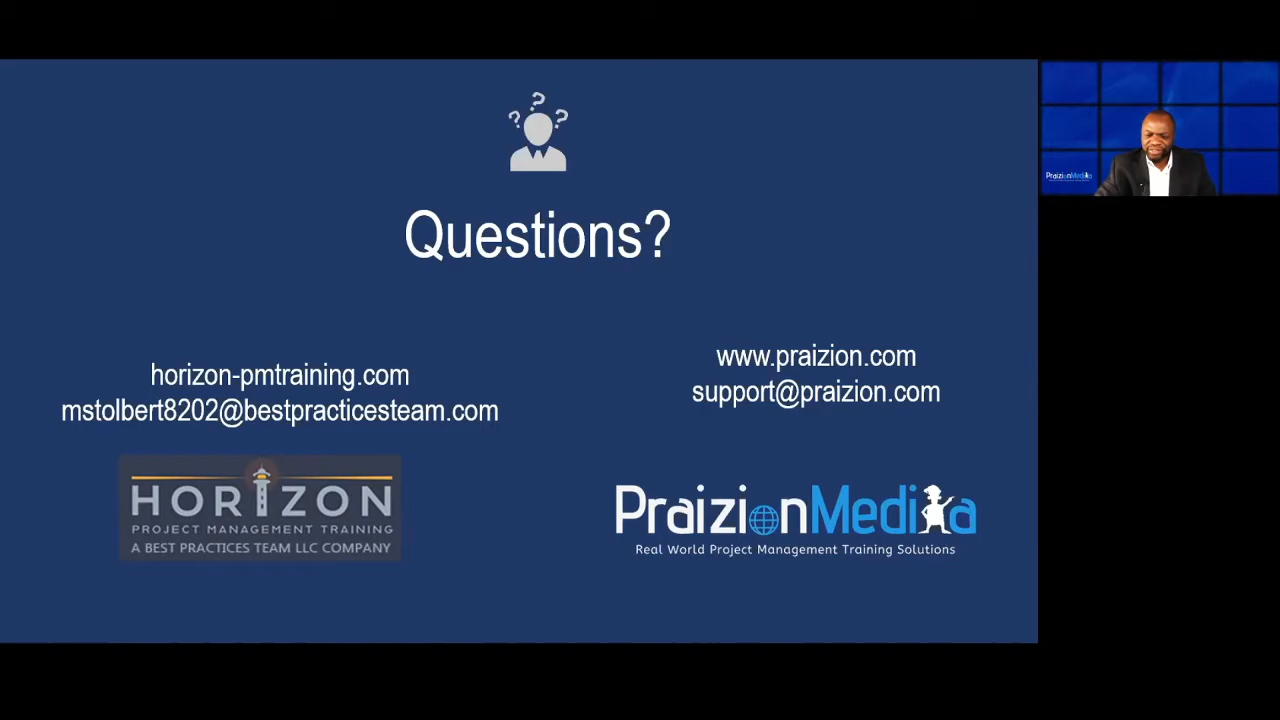 Questions?
horizon-pmtraining.com
mstolbert8202@bestpracticesteam.com
HORIZON
PROJECT MANAGEMENT TRAINING
A BEST PRACTICES TEAM LLC COMPANY
www.praizion.com
support@praizion.com
PraizionMedia
Real World Project Management Training Solutions
PraizionMedia